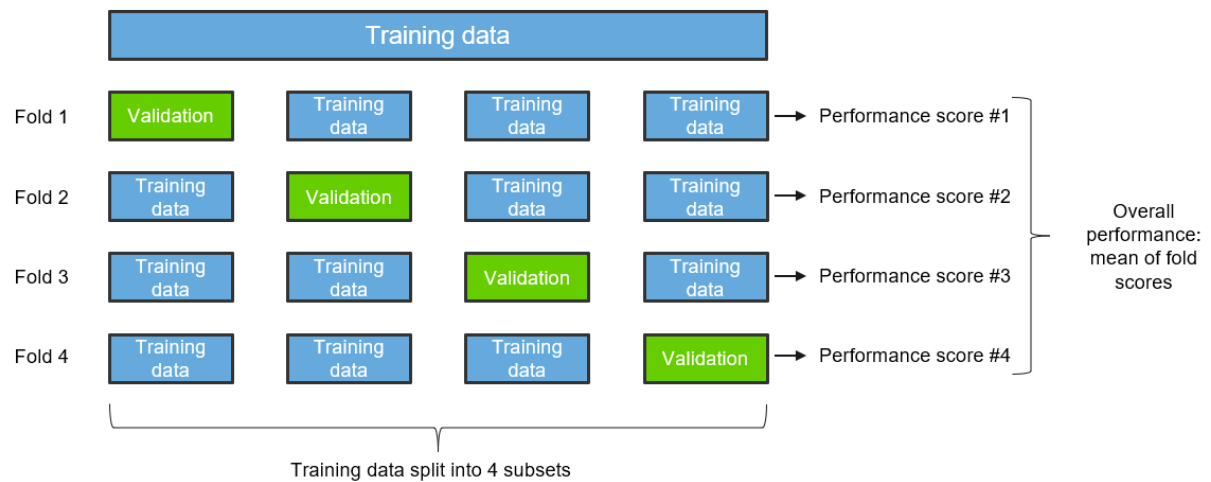 Training data
Fold 1
Validation
Training
data
Training
data
Training
data
Performance score #1
Fold 2
Training
data
Validation
Training
data
Training
data
Performance score #2
Fold 3
Training
data
Training
data
Validation
Training
data
Performance score #3
Fold 4
Training
data
Training
data
Training
data
Validation
Performance score #4
Overall
performance:
mean of fold
scores
Training data split into 4 subsets